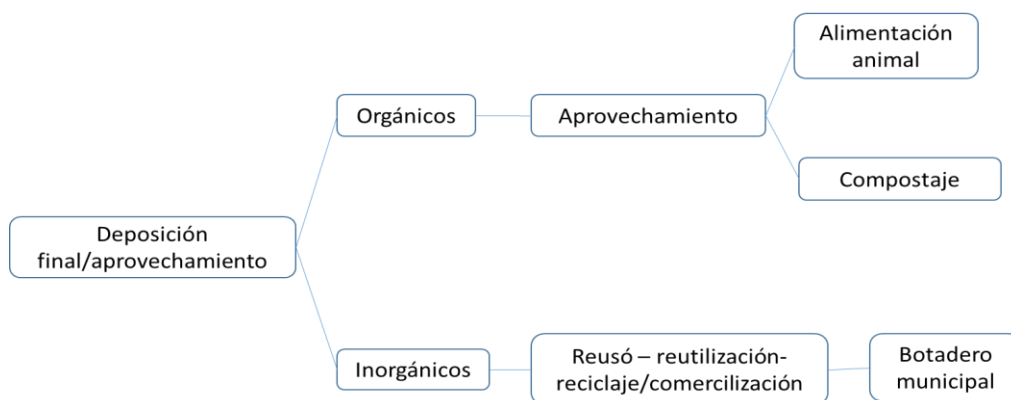 Alimentación
animal
Orgánicos
Aprovechamiento
Compostaje
Deposición
final/aprovechamiento
Inorgánicos
Reusó – reutilización-
reciclaje/comercilización
Botadero
municipal